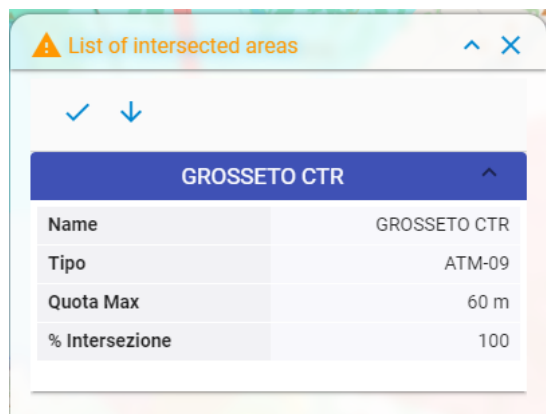 List of intersected areas
GROSSETO CTR
Name GROSSETO CTR
Tipo ATM-09
Quota Max 60 m
% Intersezione 100